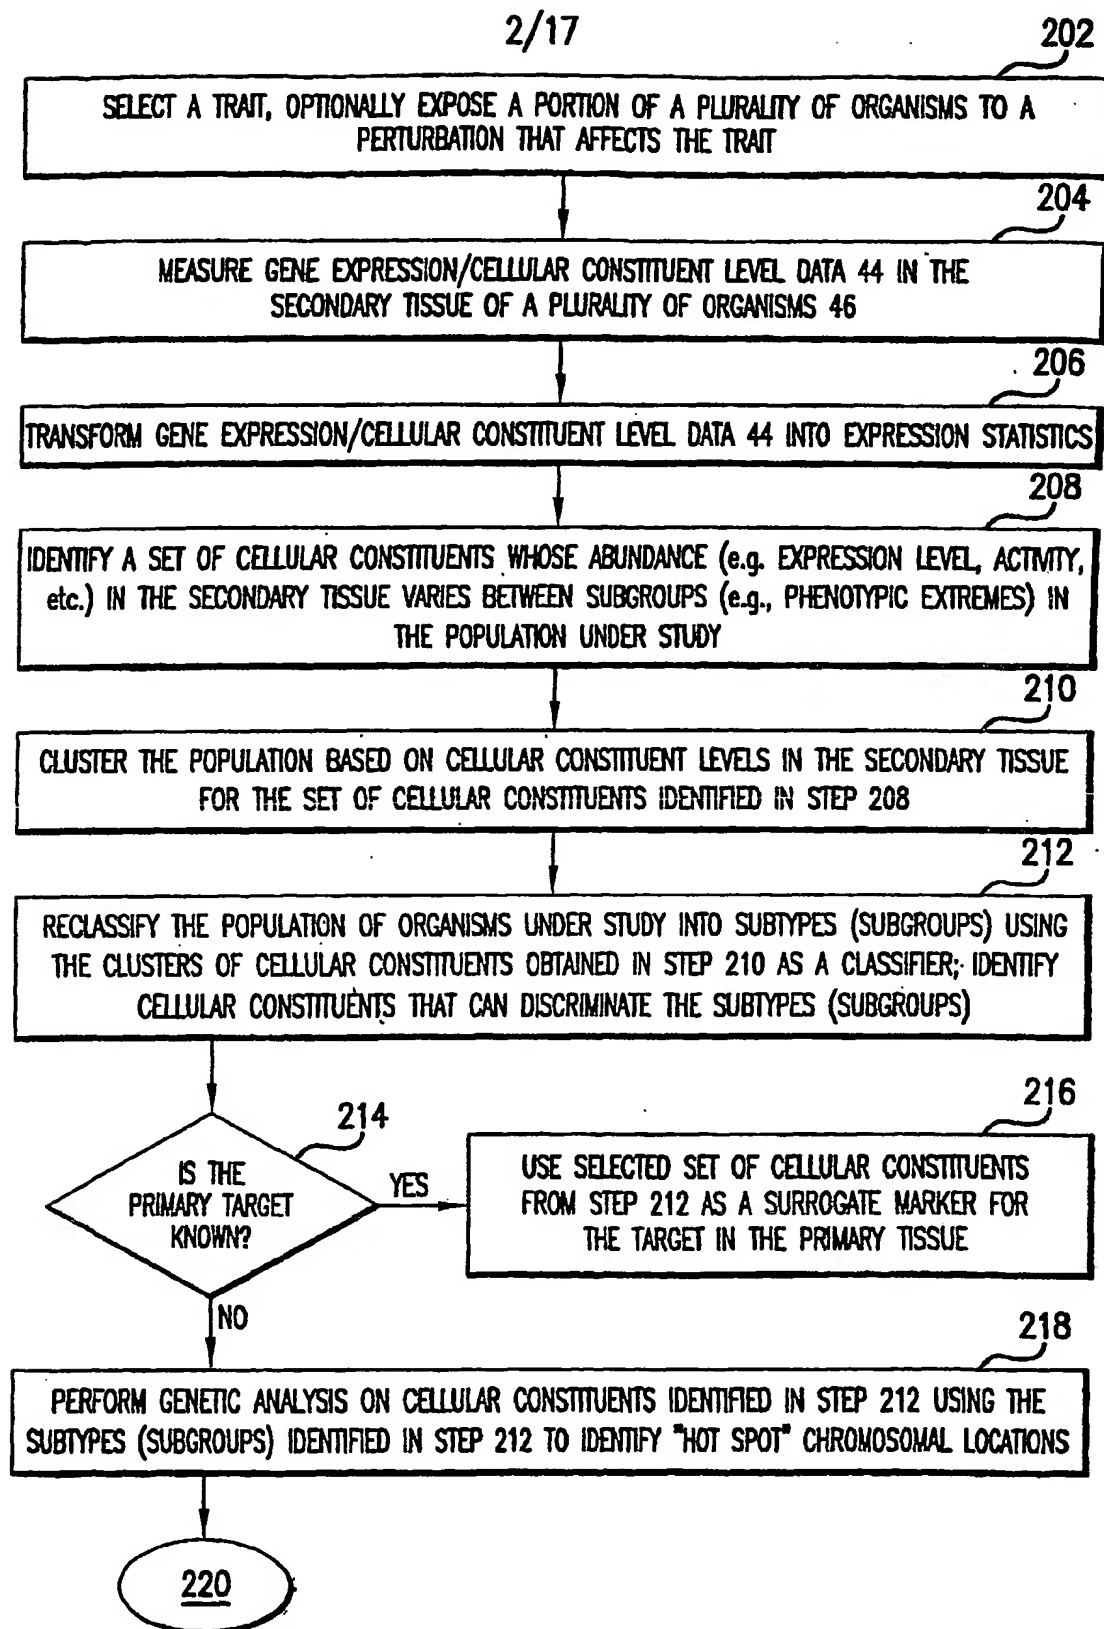 2/17
202
SELECT A TRAIT, OPTIONALLY EXPOSE A PORTION OF A PLURALITY OF ORGANISMS TO A
PERTURBATION THAT AFFECTS THE TRAIT
204
MEASURE GENE EXPRESSION/CELLULAR CONSTITUENT LEVEL DATA 44 IN THE
SECONDARY TISSUE OF A PLURALITY OF ORGANISMS 46
206
TRANSFORM GENE EXPRESSION/CELLULAR CONSTITUENT LEVEL DATA 44 INTO EXPRESSION STATISTICS
208
IDENTIFY A SET OF CELLULAR CONSTITUENTS WHOSE ABUNDANCE (e.g. EXPRESSION LEVEL, ACTIVITY,
etc.) IN THE SECONDARY TISSUE VARIES BETWEEN SUBGROUPS (e.g., PHENOTYPIC EXTREMES) IN
THE POPULATION UNDER STUDY
210
CLUSTER THE POPULATION BASED ON CELLULAR CONSTITUENT LEVELS IN THE SECONDARY TISSUE
FOR THE SET OF CELLULAR CONSTITUENTS IDENTIFIED IN STEP 208
212
RECLASSIFY THE POPULATION OF ORGANISMS UNDER STUDY INTO SUBTYPES (SUBGROUPS) USING
THE CLUSTERS OF CELLULAR CONSTITUENTS OBTAINED IN STEP 210 AS A CLASSIFIER; IDENTIFY
CELLULAR CONSTITUENTS THAT CAN DISCRIMINATE THE SUBTYPES (SUBGROUPS)
214
IS THE
PRIMARY TARGET
KNOWN?
YES
216
USE SELECTED SET OF CELLULAR CONSTITUENTS
FROM STEP 212 AS A SURROGATE MARKER FOR
THE TARGET IN THE PRIMARY TISSUE
NO
218
PERFORM GENETIC ANALYSIS ON CELLULAR CONSTITUENTS IDENTIFIED IN STEP 212 USING THE
SUBTYPES (SUBGROUPS) IDENTIFIED IN STEP 212 TO IDENTIFY "HOT SPOT" CHROMOSOMAL LOCATIONS
220